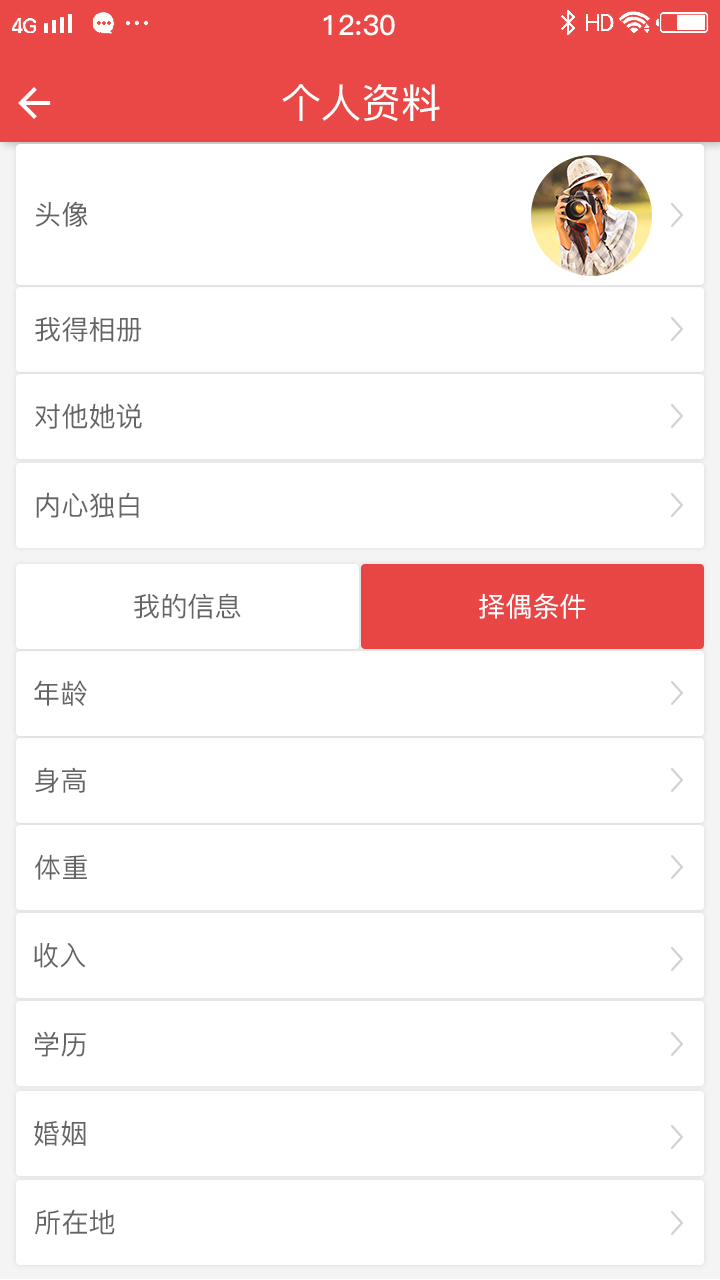 4G 12:30 HD
个人资料
头像
我得相册
对他她说
内心独白
我的信息 择偶条件
年龄
身高
体重
收入
学历
婚姻
所在地